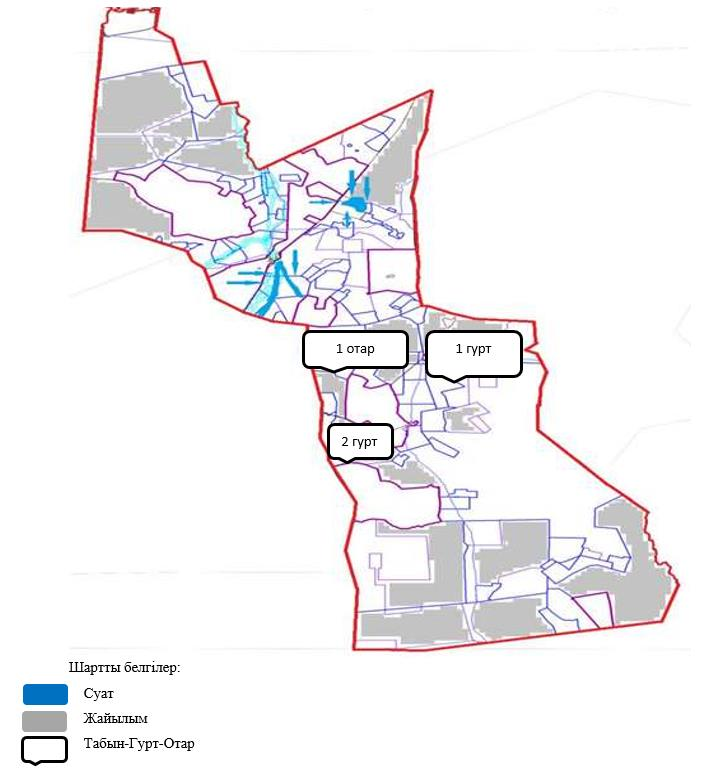 1 отар
1 гурт
2 гурт
Шартты белгілер:
Суат
Жайылым
Табын-Гурт-Отар